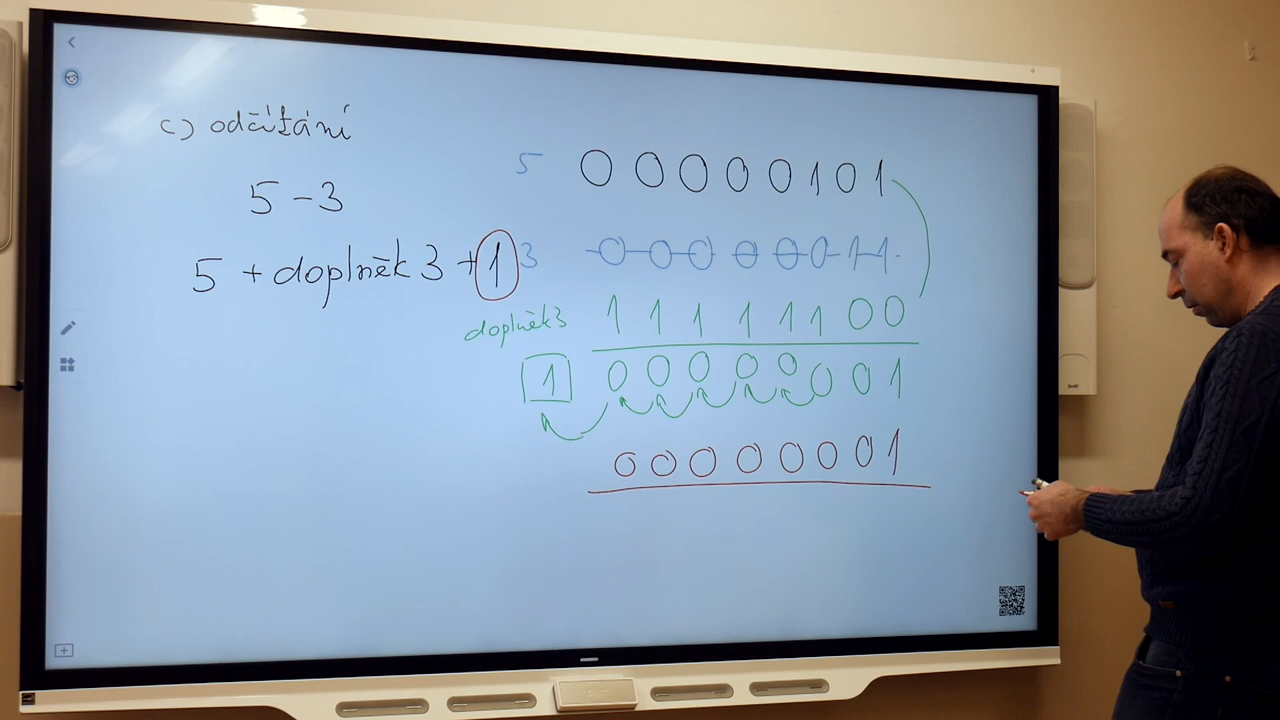 c) odčítání
5 - 3
5 + doplněk 3 + 1
5 0 0 0 0 0 1 0 1
3 0 0 0 0 0 0 1 1
doplněk 3 1 1 1 1 1 1 0 0
1 0 0 0 0 0 0 0 1
0 0 0 0 0 0 0 1